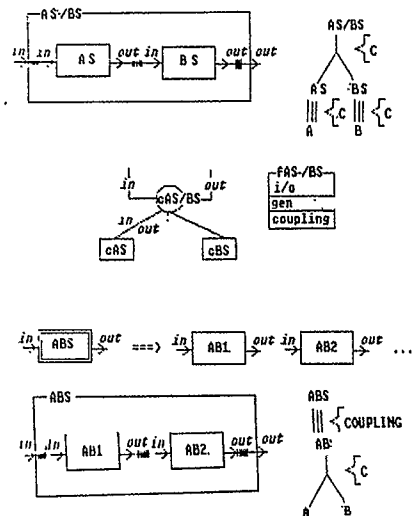 AS/BS
in in AS out in BS out out
AS/BS
C
AS BS
C C
A B
in cAS/BS out
in out
cAS cBS
fAS/BS
i/o
gen
coupling
in ABS out ===> in AB1 out in AB2 out ...
ABS
in in AB1 out in AB2 out out
ABS
COUPLING
AB
C
A B